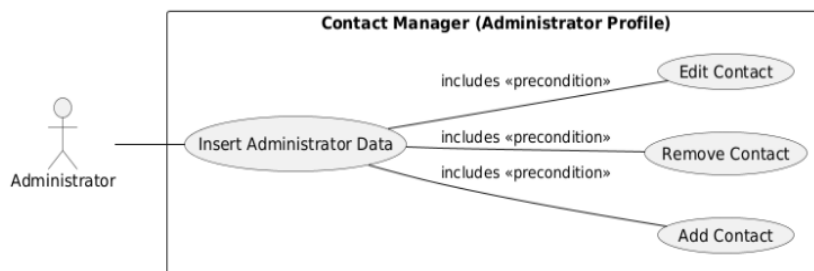 Contact Manager (Administrator Profile)
Edit Contact
includes «precondition»
Insert Administrator Data
includes «precondition»
Remove Contact
includes «precondition»
Administrator
Add Contact